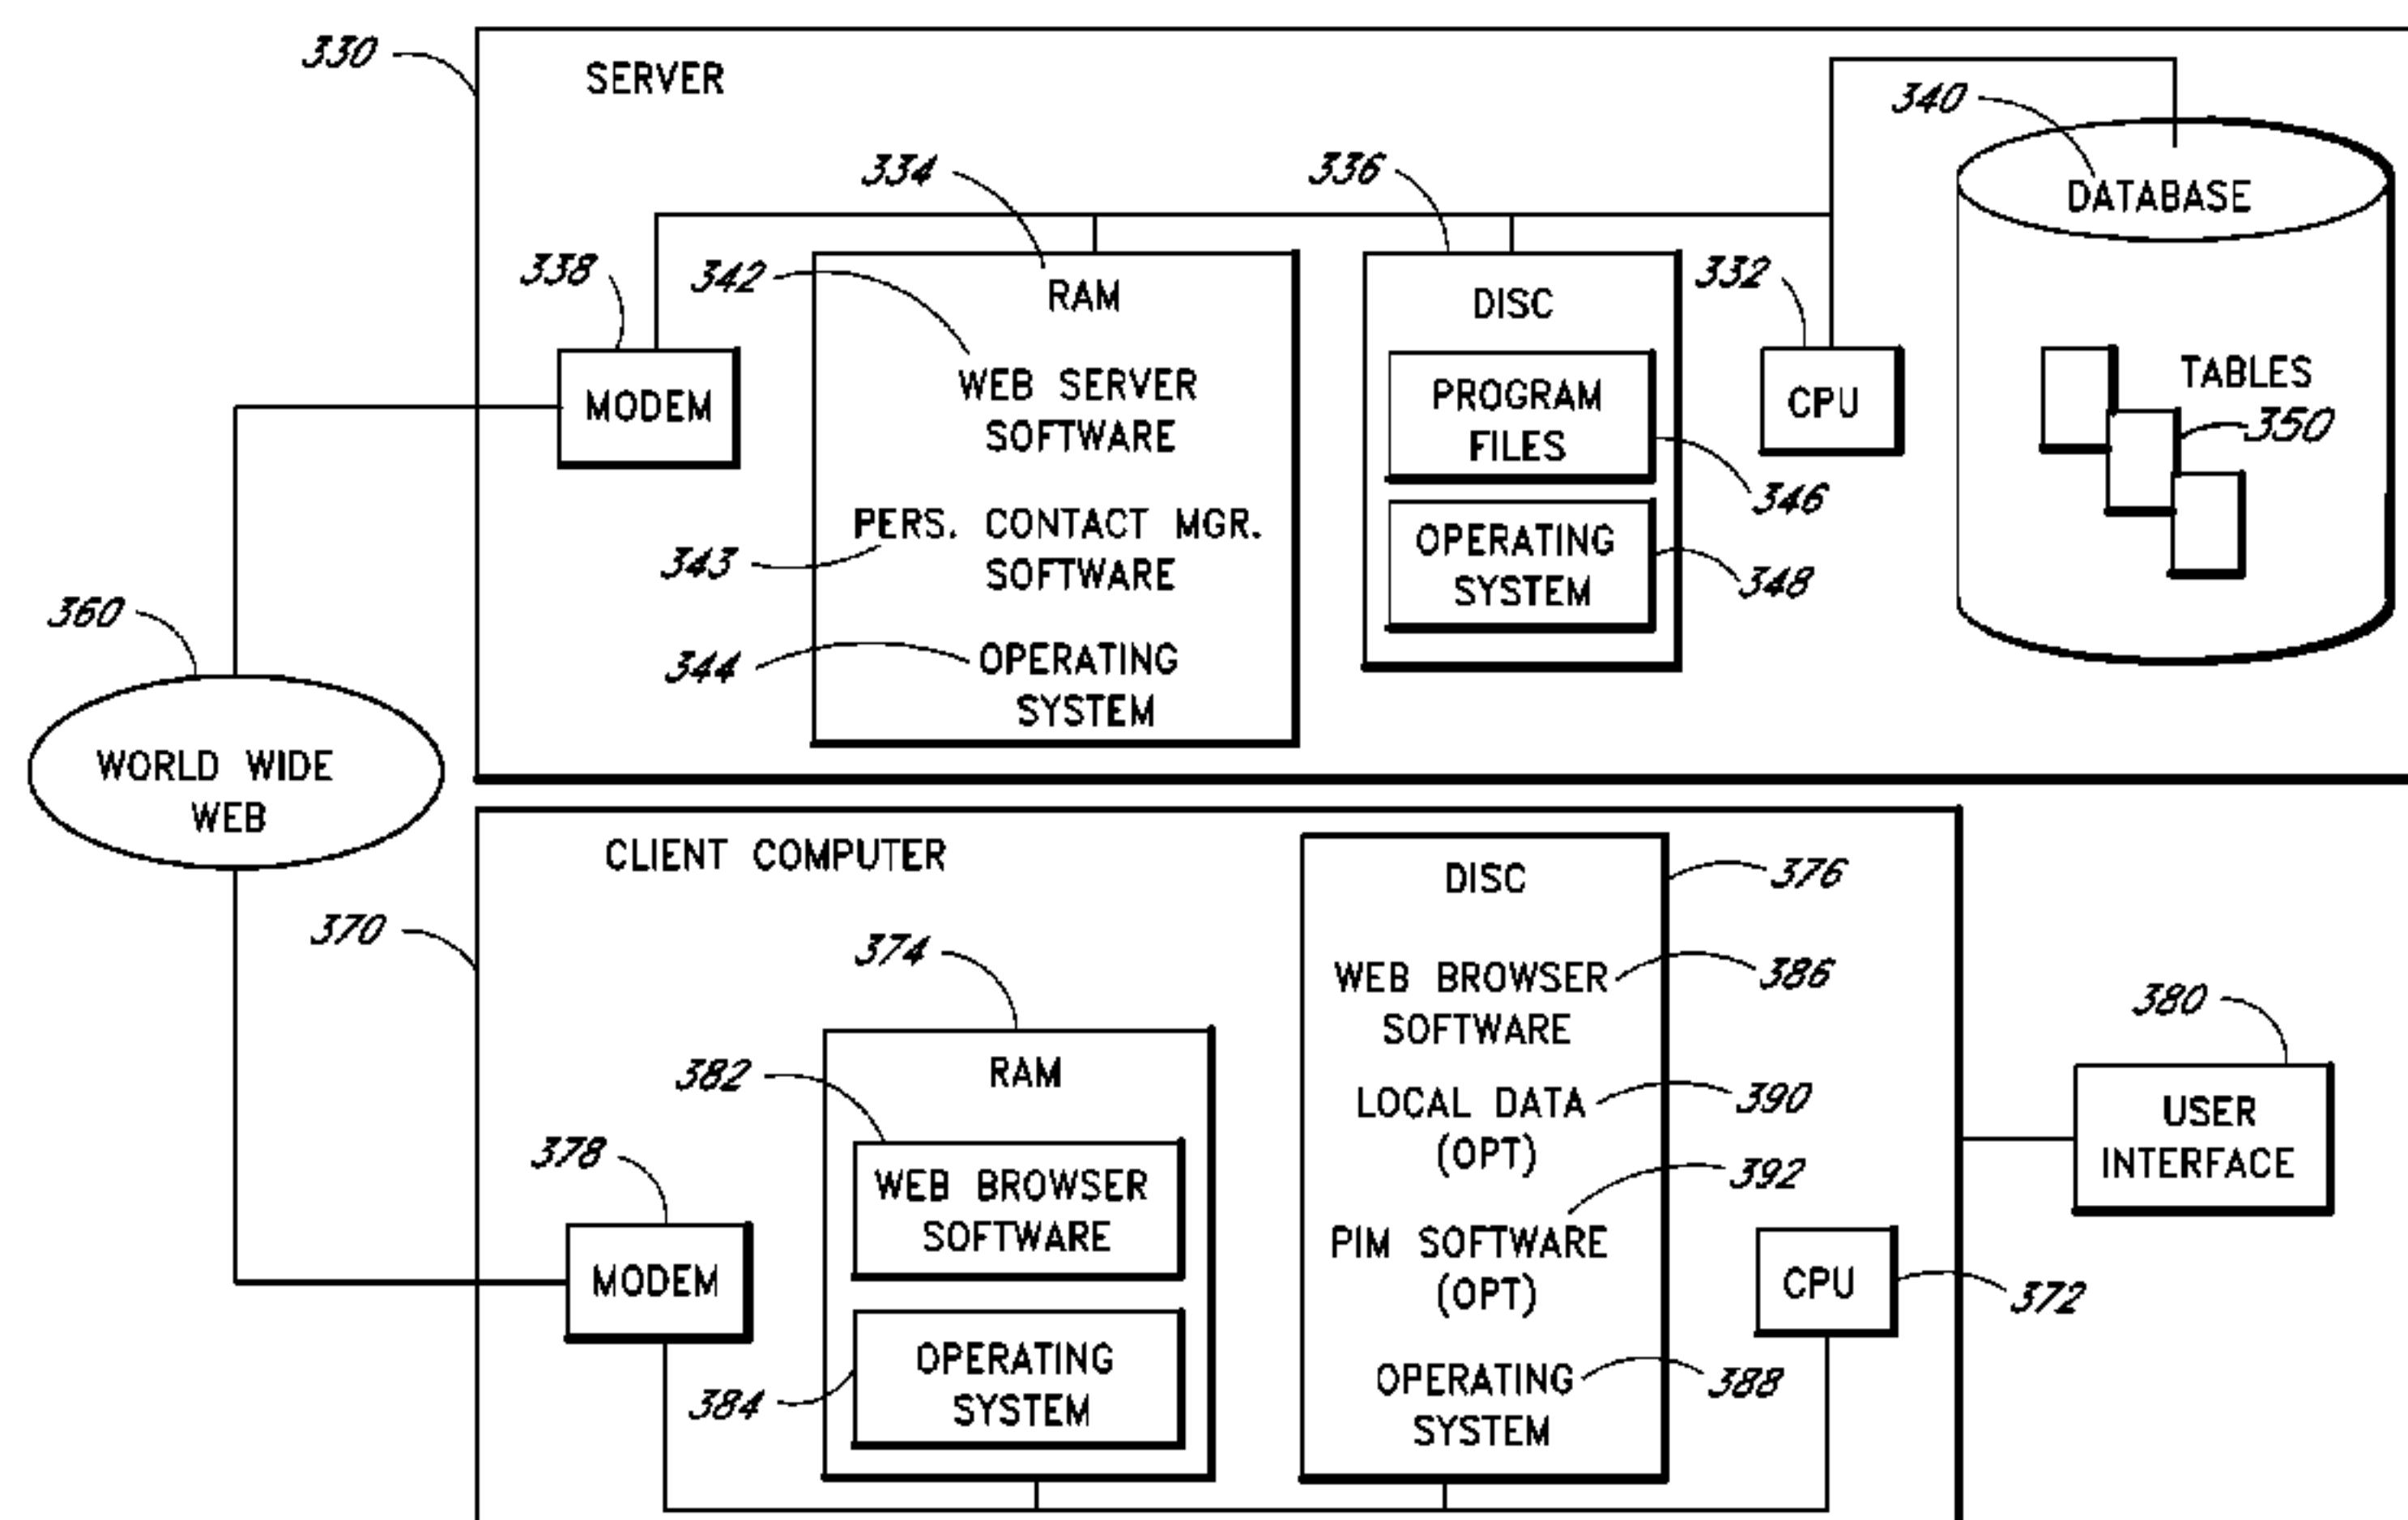 330
SERVER
340
DATABASE
334
336
338
342
332
RAM
DISC
MODEM
WEB SERVER
SOFTWARE
PROGRAM
FILES
CPU
TABLES
350
346
PERS. CONTACT MGR.
SOFTWARE
343
OPERATING
SYSTEM
348
344
OPERATING
SYSTEM
360
WORLD WIDE
WEB
CLIENT COMPUTER
370
DISC
376
374
WEB BROWSER
SOFTWARE
386
380
382
RAM
LOCAL DATA
(OPT)
390
USER
INTERFACE
378
WEB BROWSER
SOFTWARE
392
PIM SOFTWARE
(OPT)
MODEM
CPU
372
384
OPERATING
SYSTEM
OPERATING
SYSTEM
388